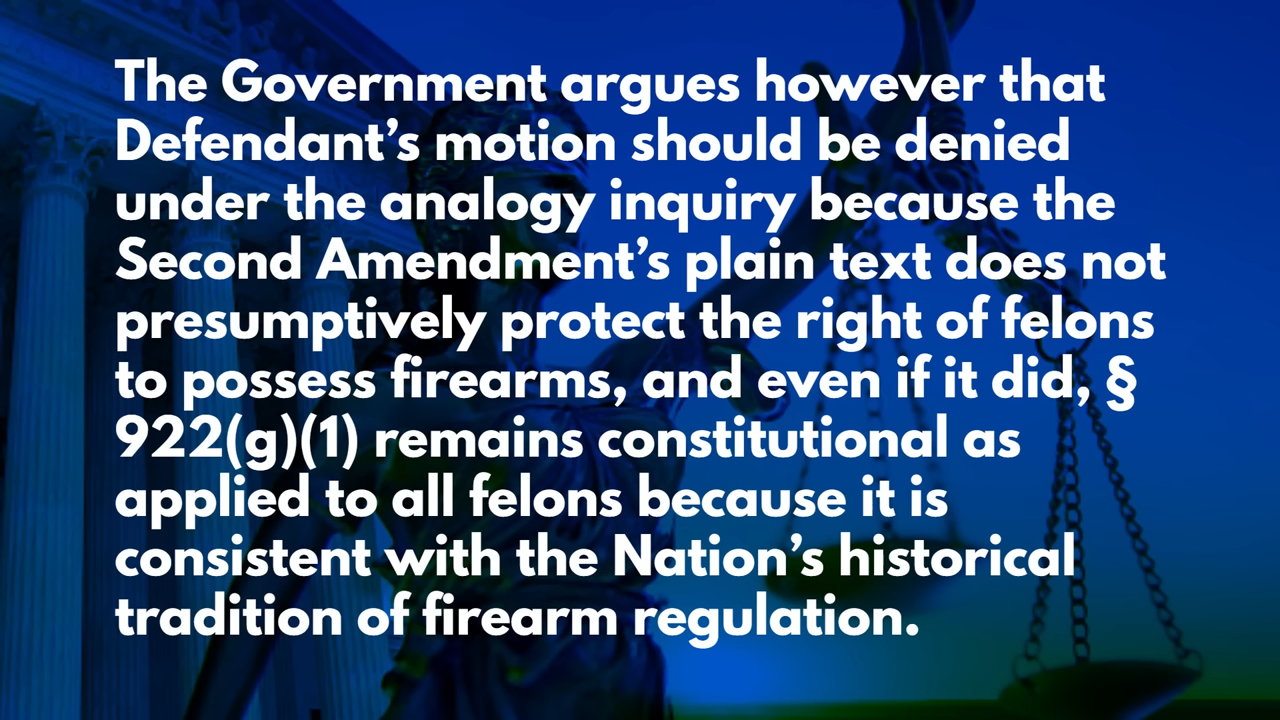 The Government argues however that
Defendant’s motion should be denied
under the analogy inquiry because the
Second Amendment’s plain text does not
presumptively protect the right of felons
to possess firearms, and even if it did, §
922(g)(1) remains constitutional as
applied to all felons because it is
consistent with the Nation’s historical
tradition of firearm regulation.